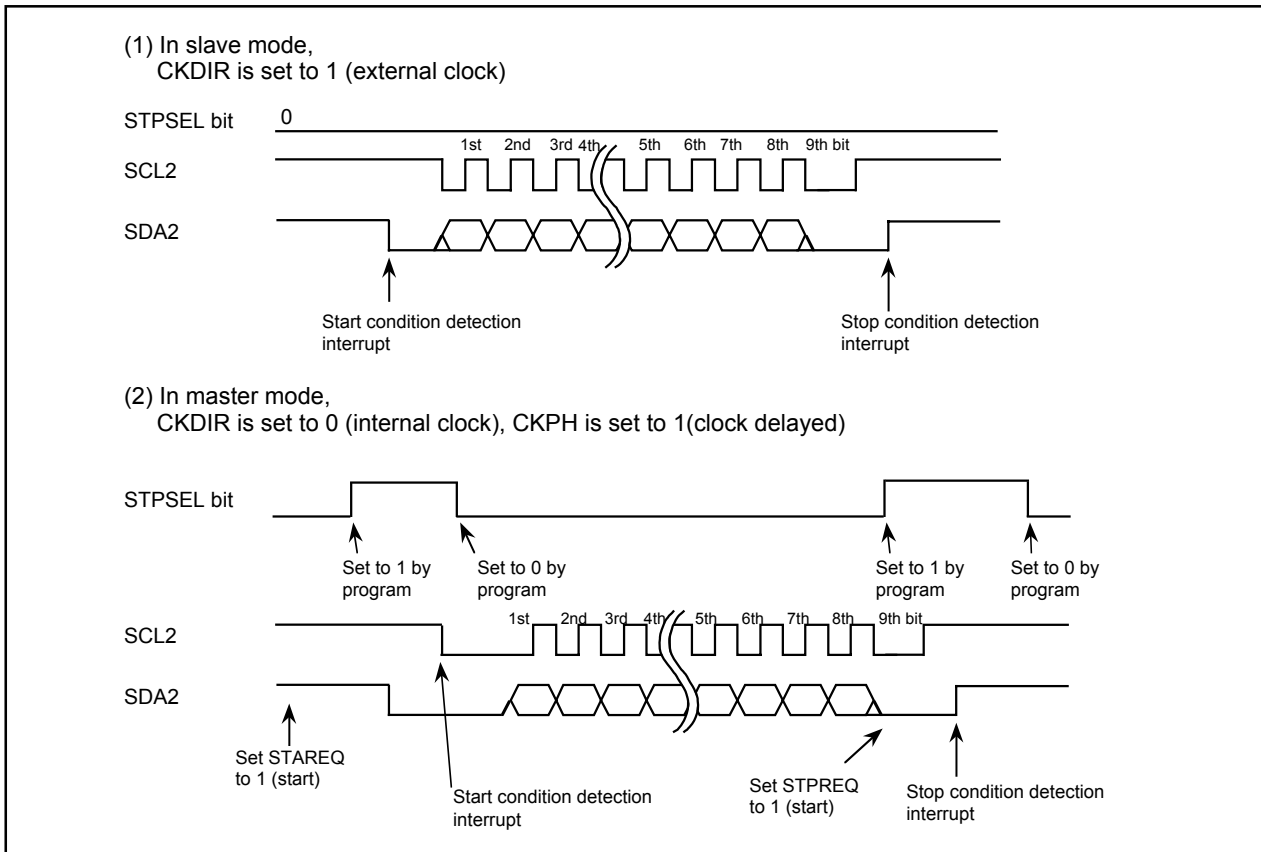 (1) In slave mode,
CKDIR is set to 1 (external clock)
STPSEL bit
0
1st 2nd 3rd 4th 5th 6th 7th 8th 9th bit
SCL2
SDA2
Start condition detection
interrupt
Stop condition detection
interrupt
(2) In master mode,
CKDIR is set to 0 (internal clock), CKPH is set to 1(clock delayed)
STPSEL bit
Set to 1 by
program
Set to 0 by
program
Set to 1 by
program
Set to 0 by
program
1st 2nd 3rd 4th 5th 6th 7th 8th 9th bit
SCL2
SDA2
Set STAREQ
to 1 (start)
Start condition detection
interrupt
Set STPREQ
to 1 (start)
Stop condition detection
interrupt